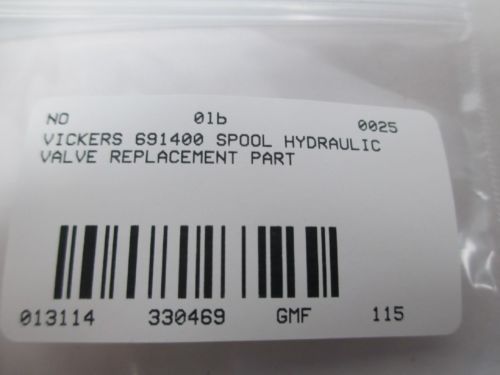 NO 01b 0025
VICKERS 691400 SPOOL HYDRAULIC
VALVE REPLACEMENT PART
013114 330469 GMF 115